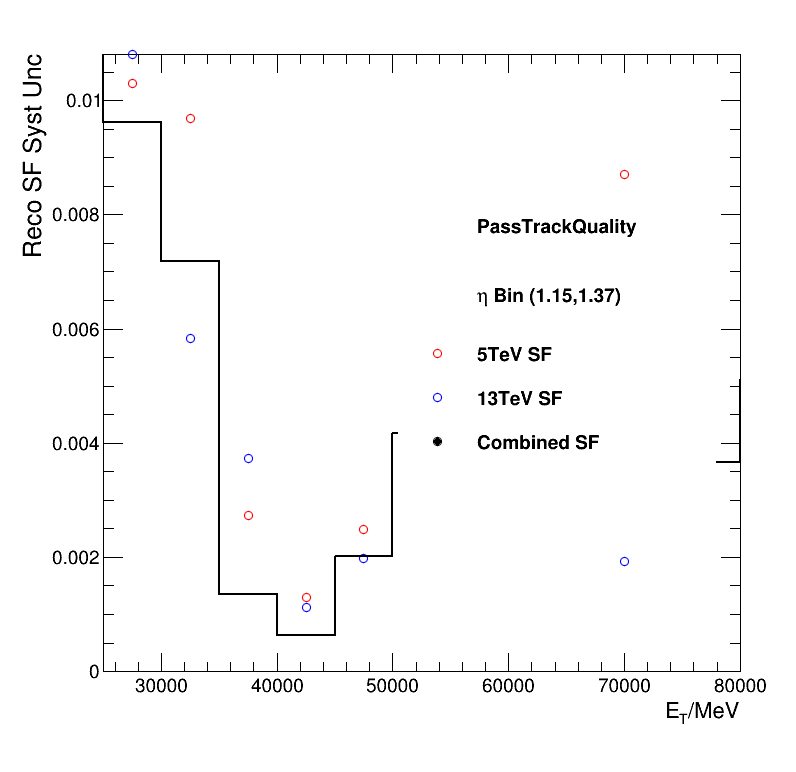 Reco SF Syst Unc
0.01
0.008
0.006
0.004
0.002
0
PassTrackQuality
η Bin (1.15,1.37)
5TeV SF
13TeV SF
Combined SF
30000 40000 50000 60000 70000 80000
E_T/MeV